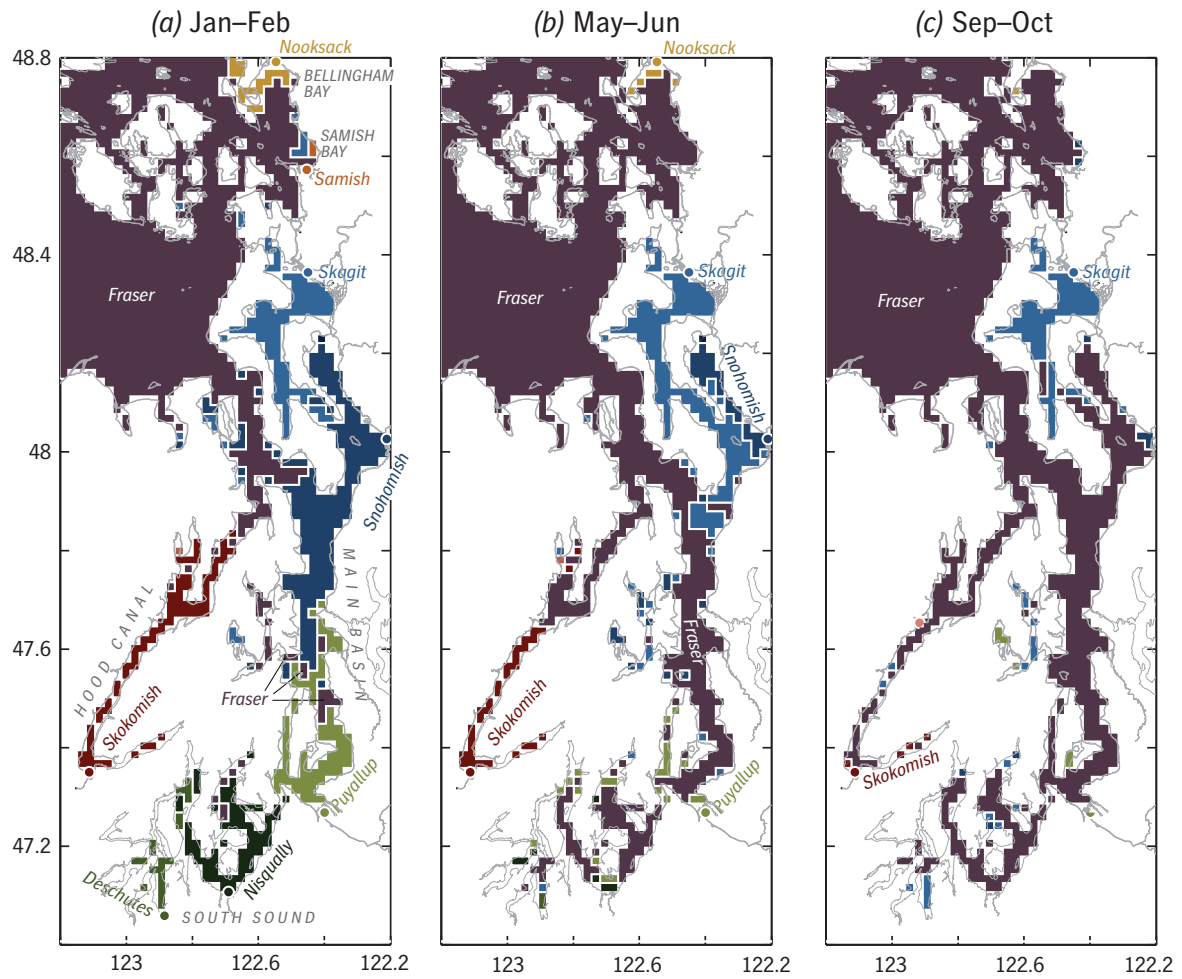 (a) Jan–Feb
(b) May–Jun
(c) Sep–Oct
48.8
48.4
48
47.6
47.2
Nooksack
BELLINGHAM
BAY
SAMISH
BAY
Samish
Skagit
Fraser
Snohomish
MAIN BASIN
HOOD CANAL
Fraser
Skokomish
Puyallup
Nisqually
Deschutes
SOUTH SOUND
123
122.6
122.2
Nooksack
Skagit
Fraser
Snohomish
Fraser
Skokomish
Puyallup
123
122.6
122.2
Skagit
Fraser
Skokomish
123
122.6
122.2